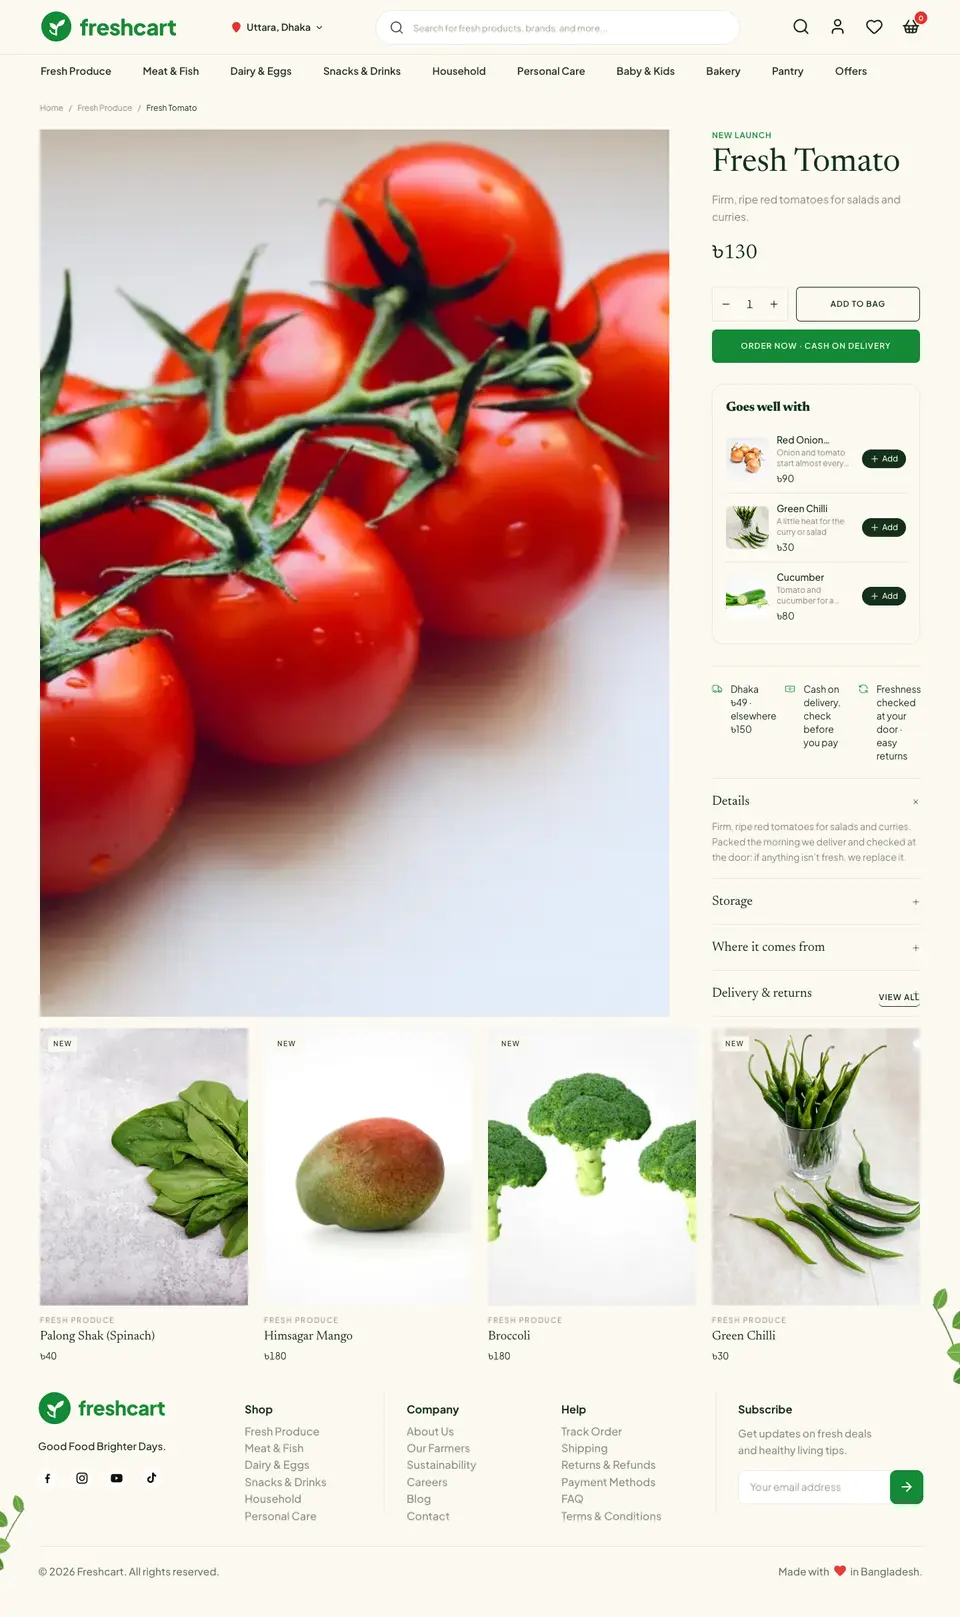 freshcart
Uttara, Dhaka
Search for fresh products, brands, and more...
0
Fresh Produce
Meat & Fish
Dairy & Eggs
Snacks & Drinks
Household
Personal Care
Baby & Kids
Bakery
Pantry
Offers
Home / Fresh Produce / Fresh Tomato
NEW LAUNCH
Fresh Tomato
Firm, ripe red tomatoes for salads and
curries.
৳130
− 1 +
ADD TO BAG
ORDER NOW · CASH ON DELIVERY
Goes well with
Red Onion...
Onion and tomato
start almost every...
৳90
+ Add
Green Chilli
A little heat for the
curry or salad
৳30
+ Add
Cucumber
Tomato and
cucumber for a...
৳80
+ Add
Dhaka
৳49 ·
elsewhere
৳150
Cash on
delivery,
check
before
you pay
Freshness
checked
at your
door ·
easy
returns
Details ×
Firm, ripe red tomatoes for salads and curries.
Packed the morning we deliver and checked at
the door: if anything isn't fresh, we replace it.
Storage +
Where it comes from +
Delivery & returns +
VIEW ALL
NEW
NEW
NEW
NEW
FRESH PRODUCE
Palong Shak (Spinach)
৳40
FRESH PRODUCE
Himsagar Mango
৳180
FRESH PRODUCE
Broccoli
৳180
FRESH PRODUCE
Green Chilli
৳30
freshcart
Good Food Brighter Days.
Shop
Fresh Produce
Meat & Fish
Dairy & Eggs
Snacks & Drinks
Household
Personal Care
Company
About Us
Our Farmers
Sustainability
Careers
Blog
Contact
Help
Track Order
Shipping
Returns & Refunds
Payment Methods
FAQ
Terms & Conditions
Subscribe
Get updates on fresh deals
and healthy living tips.
Your email address
© 2026 Freshcart. All rights reserved.
Made with ❤ in Bangladesh.